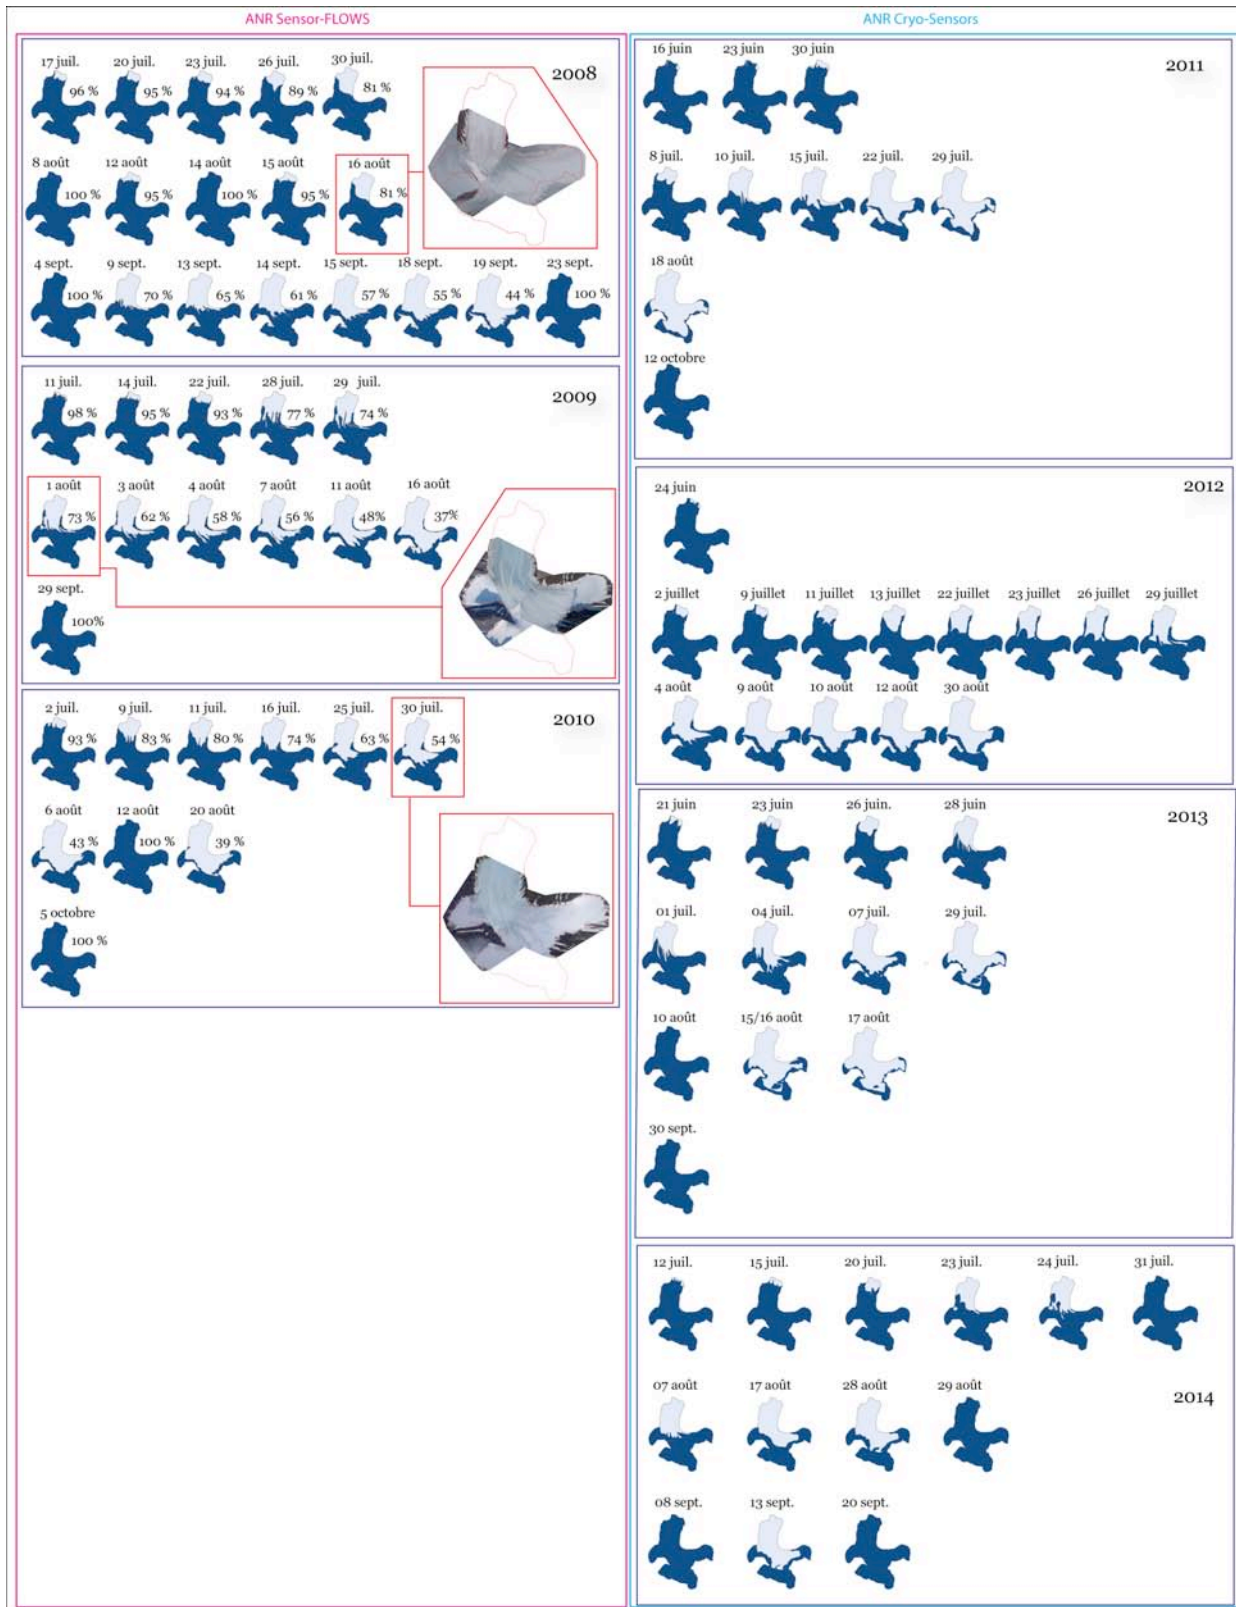 ANR Sensor-FLOWS
2008
17 juil. 20 juil. 23 juil. 26 juil. 30 juil.
96 % 95 % 94 % 89 % 81 %
8 août 12 août 14 août 15 août 16 août
100 % 95 % 100 % 95 % 81 %
4 sept. 9 sept. 13 sept. 14 sept. 15 sept. 18 sept. 19 sept. 23 sept.
100 % 70 % 65 % 61 % 57 % 55 % 44 % 100 %
2009
11 juil. 14 juil. 22 juil. 28 juil. 29 juil.
98 % 95 % 93 % 77 % 74 %
1 août 3 août 4 août 7 août 11 août 16 août
73 % 62 % 58 % 56 % 48% 37%
29 sept.
100%
2010
2 juil. 9 juil. 11 juil. 16 juil. 25 juil. 30 juil.
93 % 83 % 80 % 74 % 63 % 54 %
6 août 12 août 20 août
43 % 100 % 39 %
5 octobre
100 %
ANR Cryo-Sensors
2011
16 juin 23 juin 30 juin
8 juil. 10 juil. 15 juil. 22 juil. 29 juil.
18 août
12 octobre
2012
24 juin
2 juillet 9 juillet 11 juillet 13 juillet 22 juillet 23 juillet 26 juillet 29 juillet
4 août 9 août 10 août 12 août 30 août
2013
21 juin 23 juin 26 juin. 28 juin
01 juil. 04 juil. 07 juil. 29 juil.
10 août 15/16 août 17 août
30 sept.
12 juil. 15 juil. 20 juil. 23 juil. 24 juil. 31 juil.
07 août 17 août 28 août 29 août
2014
08 sept. 13 sept. 20 sept.